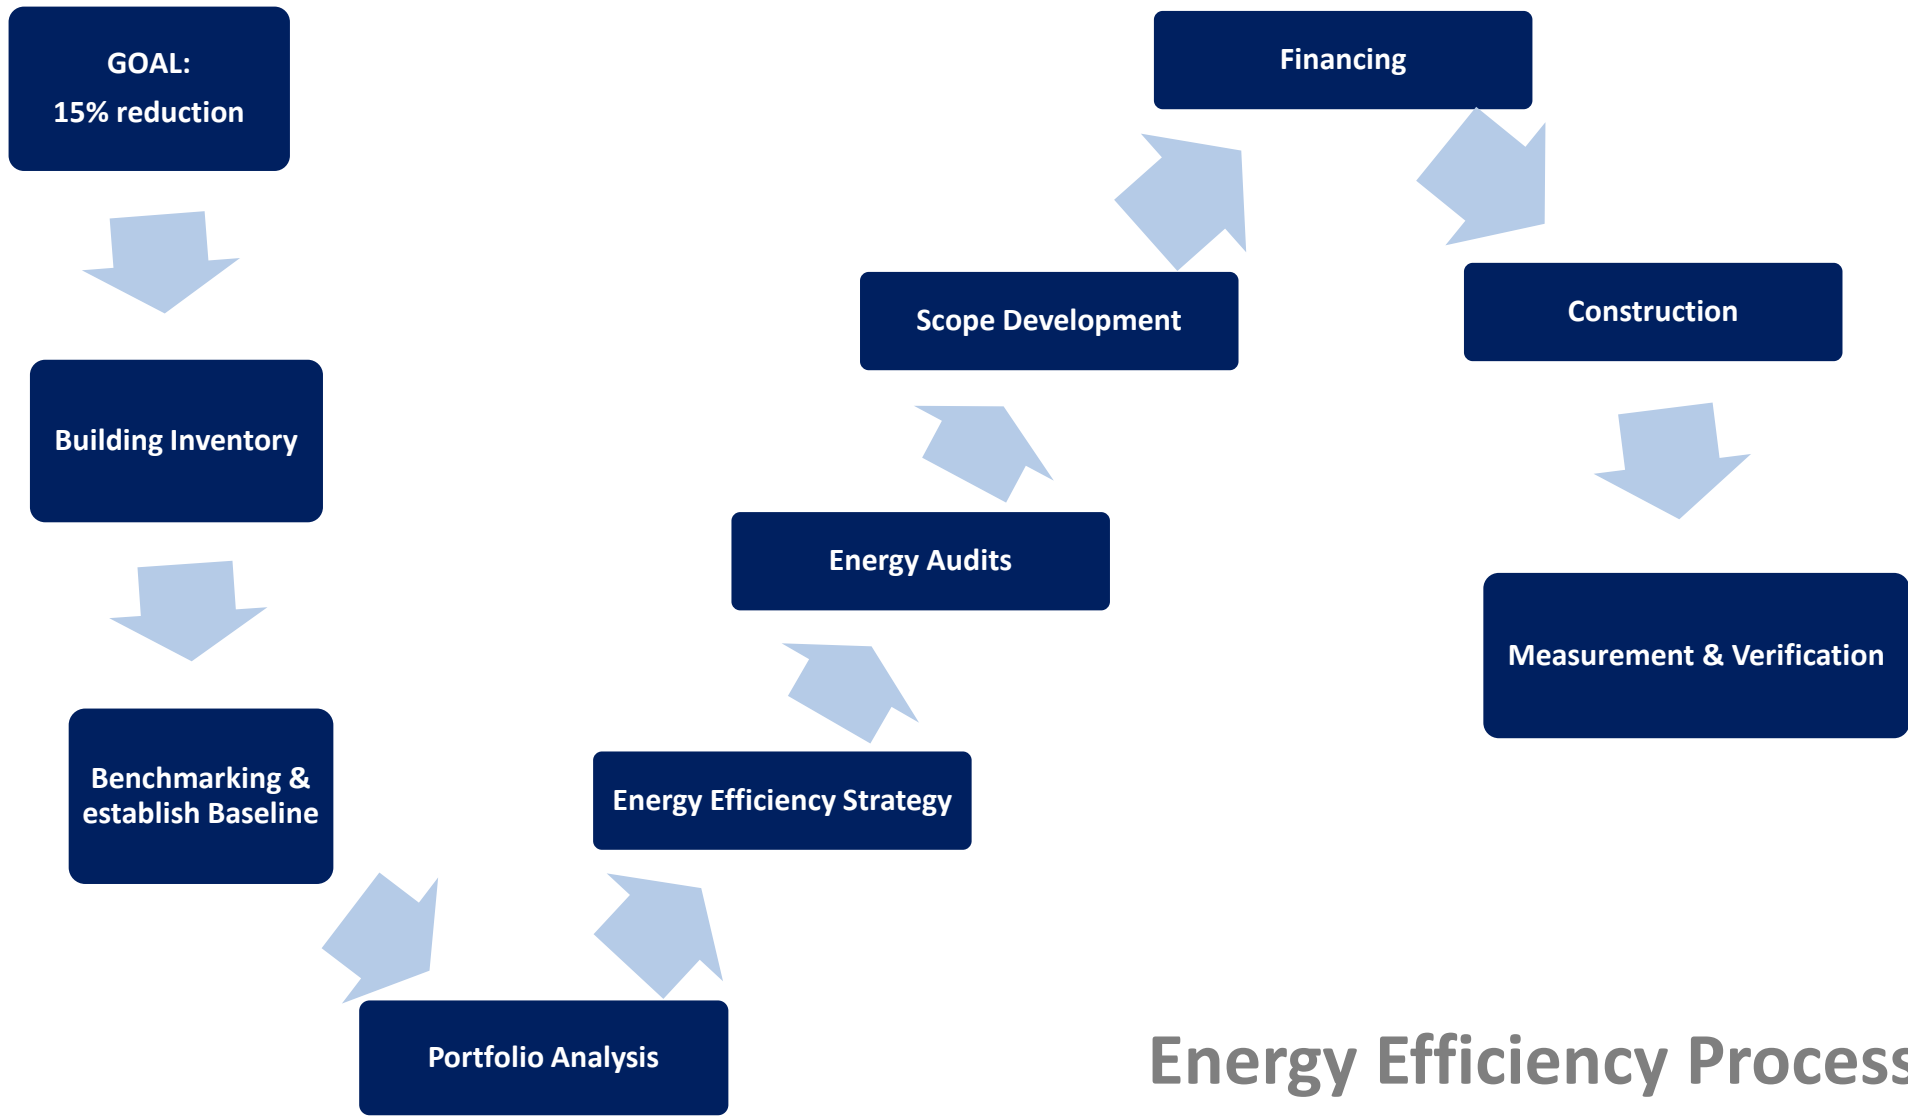 GOAL:
15% reduction
Building Inventory
Benchmarking &
establish Baseline
Portfolio Analysis
Energy Efficiency Strategy
Energy Audits
Scope Development
Financing
Construction
Measurement & Verification
Energy Efficiency Process